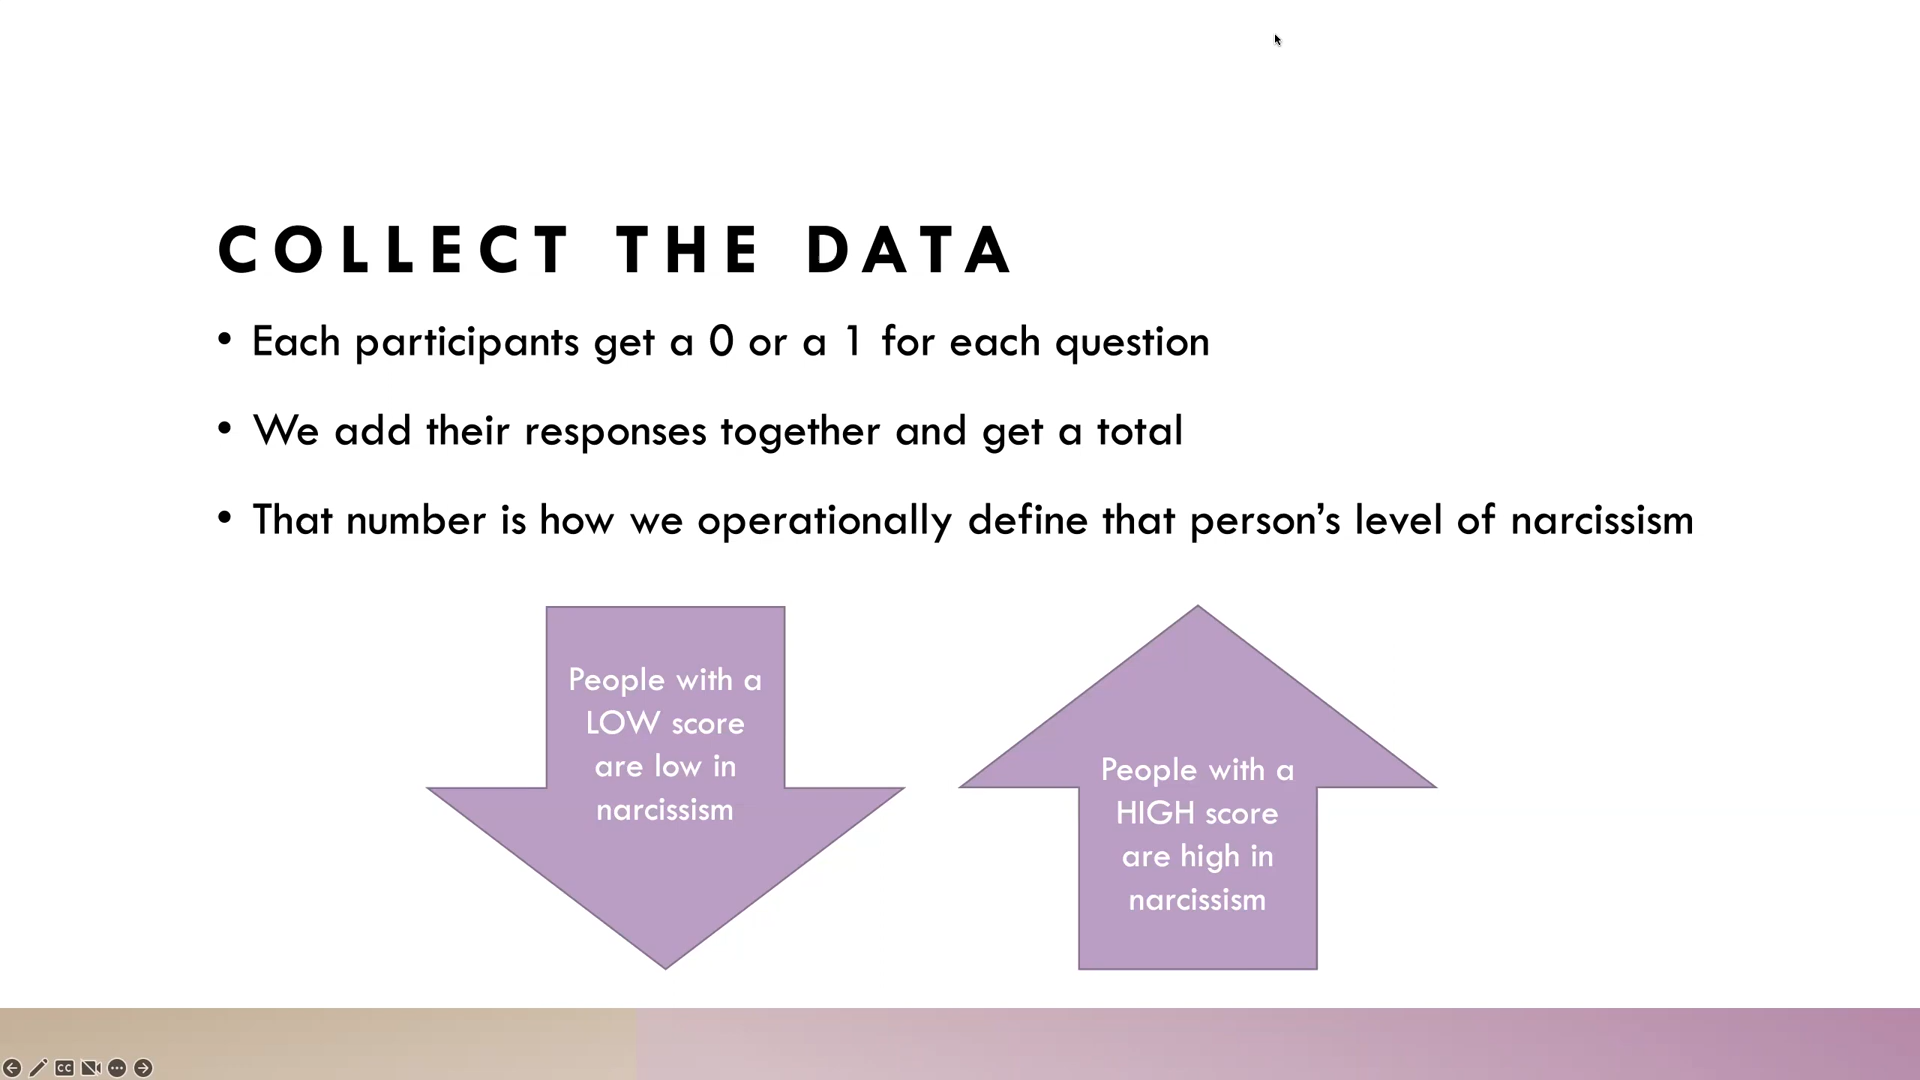 COLLECT THE DATA
• Each participants get a 0 or a 1 for each question
• We add their responses together and get a total
• That number is how we operationally define that person’s level of narcissism
People with a
LOW score
are low in
narcissism
People with a
HIGH score
are high in
narcissism
CC